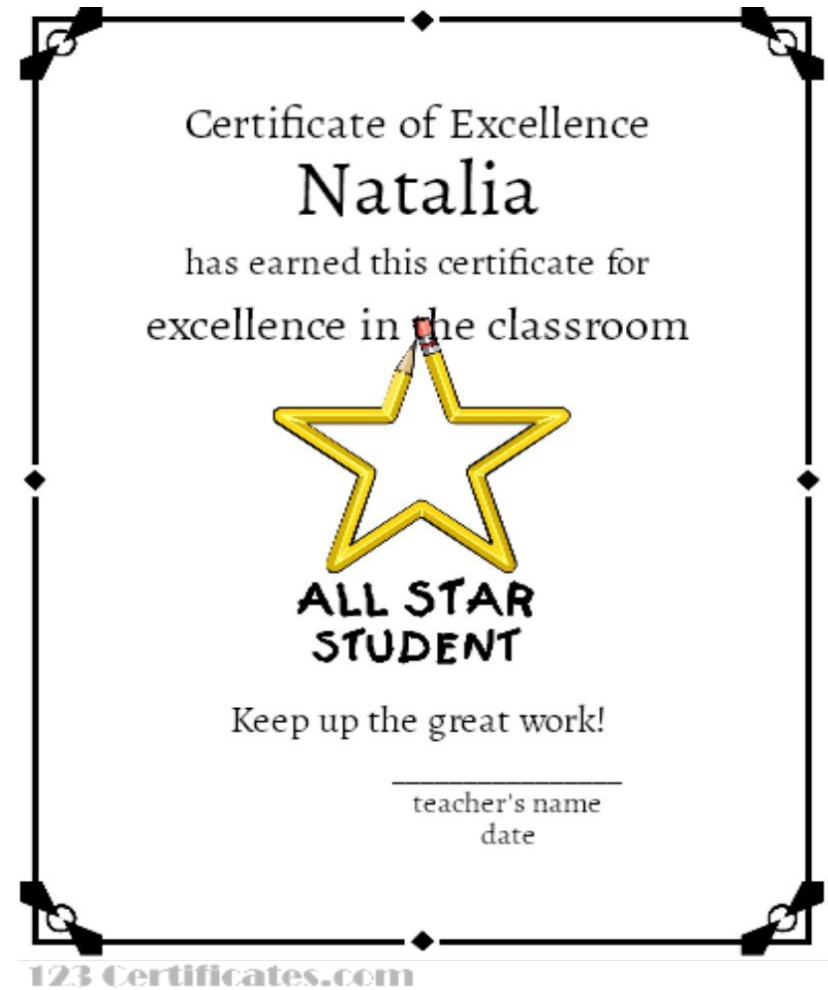 Certificate of Excellence
Natalia
has earned this certificate for
excellence in the classroom
ALL STAR
STUDENT
Keep up the great work!
teacher's name
date
123 Certificates.com